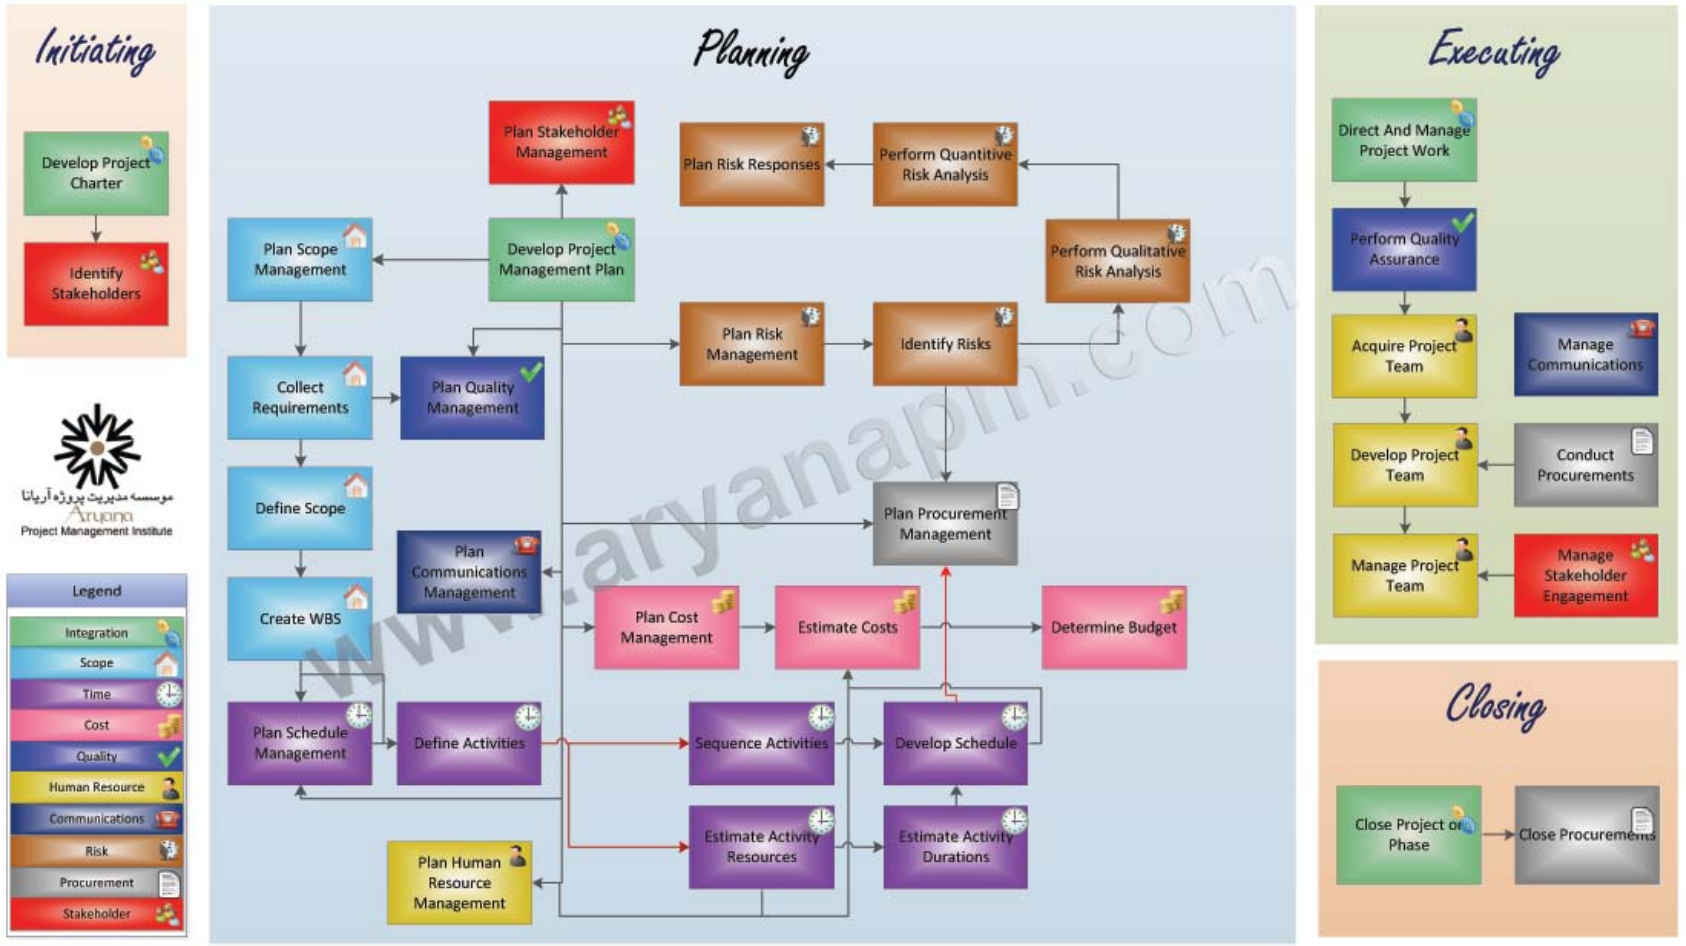 Initiating
Develop Project
Charter
Identify
Stakeholders
موسسه مدیریت پروژه آریانا
Aryana
Project Management Institute
Legend
Integration
Scope
Time
Cost
Quality
Human Resource
Communications
Risk
Procurement
Stakeholder
Planning
Plan Stakeholder
Management
Plan Risk Responses
Perform Quantitive
Risk Analysis
Plan Scope
Management
Develop Project
Management Plan
Perform Qualitative
Risk Analysis
Plan Risk
Management
Identify Risks
Collect
Requirements
Plan Quality
Management
Define Scope
Plan Procurement
Management
Plan
Communications
Management
Create WBS
Plan Cost
Management
Estimate Costs
Determine Budget
Plan Schedule
Management
Define Activities
Sequence Activities
Develop Schedule
Estimate Activity
Resources
Estimate Activity
Durations
Plan Human
Resource
Management
www.aryanapm.com
Executing
Direct And Manage
Project Work
Perform Quality
Assurance
Acquire Project
Team
Manage
Communications
Develop Project
Team
Conduct
Procurements
Manage Project
Team
Manage
Stakeholder
Engagement
Closing
Close Project or
Phase
Close Procurements